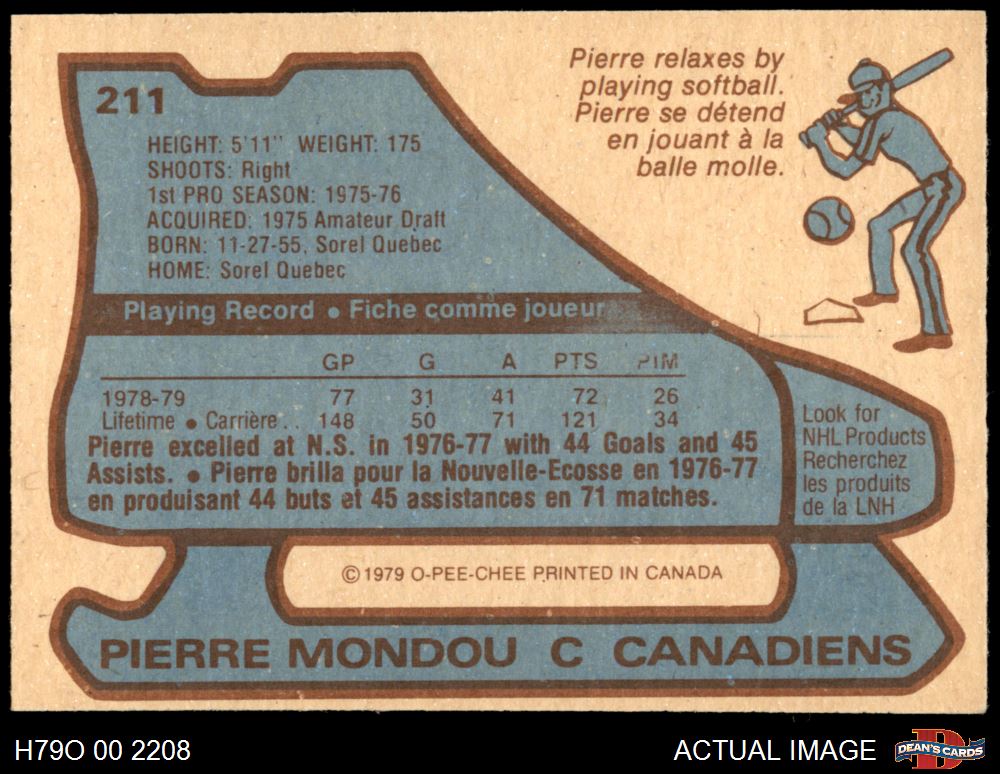 211
Pierre relaxes by
playing softball.
Pierre se détend
en jouant à la
balle molle.
HEIGHT: 5'11" WEIGHT: 175
SHOOTS: Right
1st PRO SEASON: 1975-76
ACQUIRED: 1975 Amateur Draft
BORN: 11-27-55, Sorel Quebec
HOME: Sorel Quebec
Playing Record • Fiche comme joueur
GP G A PTS PIM
1978-79 77 31 41 72 26
Lifetime • Carrière . . 148 50 71 121 34
Pierre excelled at N.S. in 1976-77 with 44 Goals and 45
Assists. • Pierre brilla pour la Nouvelle-Ecosse en 1976-77
en produisant 44 buts et 45 assistances en 71 matches.
Look for
NHL Products
Recherchez
les produits
de la LNH
© 1979 O-PEE-CHEE PRINTED IN CANADA
PIERRE MONDOU C CANADIENS
H79O 00 2208
ACTUAL IMAGE
DEAN'S CARDS